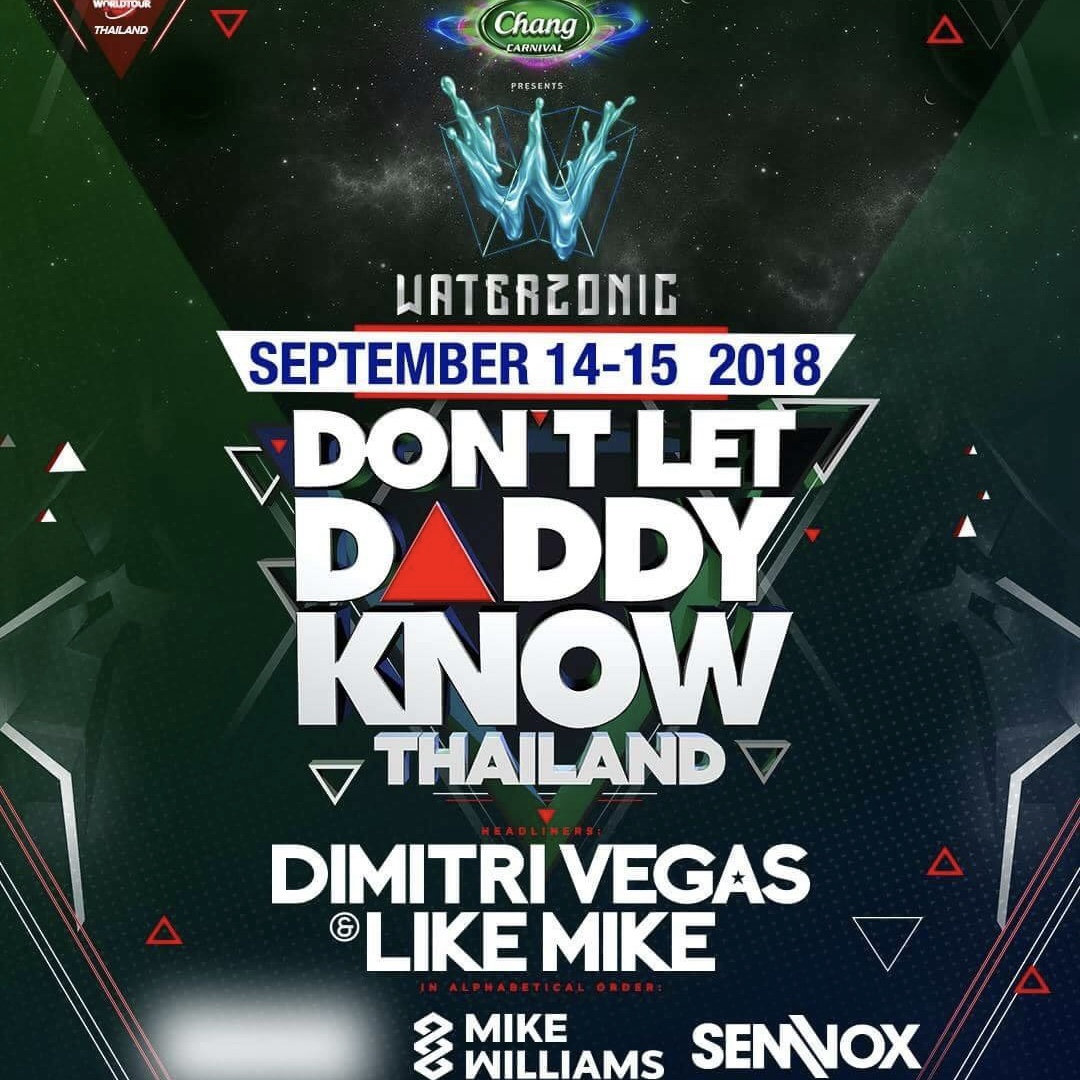 WORLDTOUR
THAILAND
Chang
CARNIVAL
PRESENTS
W
WATERZONIC
SEPTEMBER 14-15 2018
DON'T LET
DADDY
KNOW
THAILAND
HEADLINERS:
DIMITRI VEGAS
& LIKE MIKE
IN ALPHABETICAL ORDER:
MIKE
WILLIAMS
SENNOX